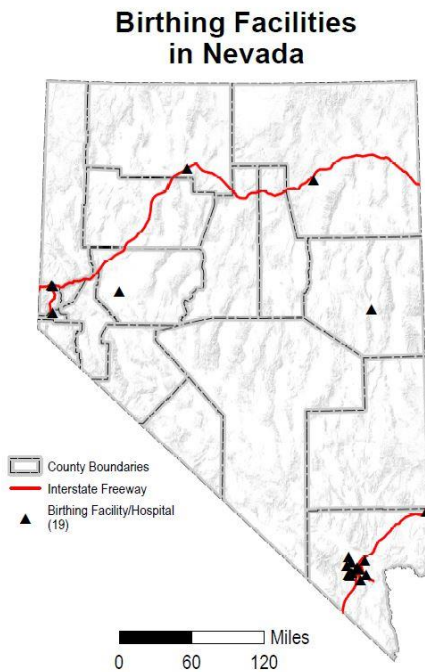 Birthing Facilities
in Nevada
County Boundaries
Interstate Freeway
Birthing Facility/Hospital
(19)
Miles
0 60 120